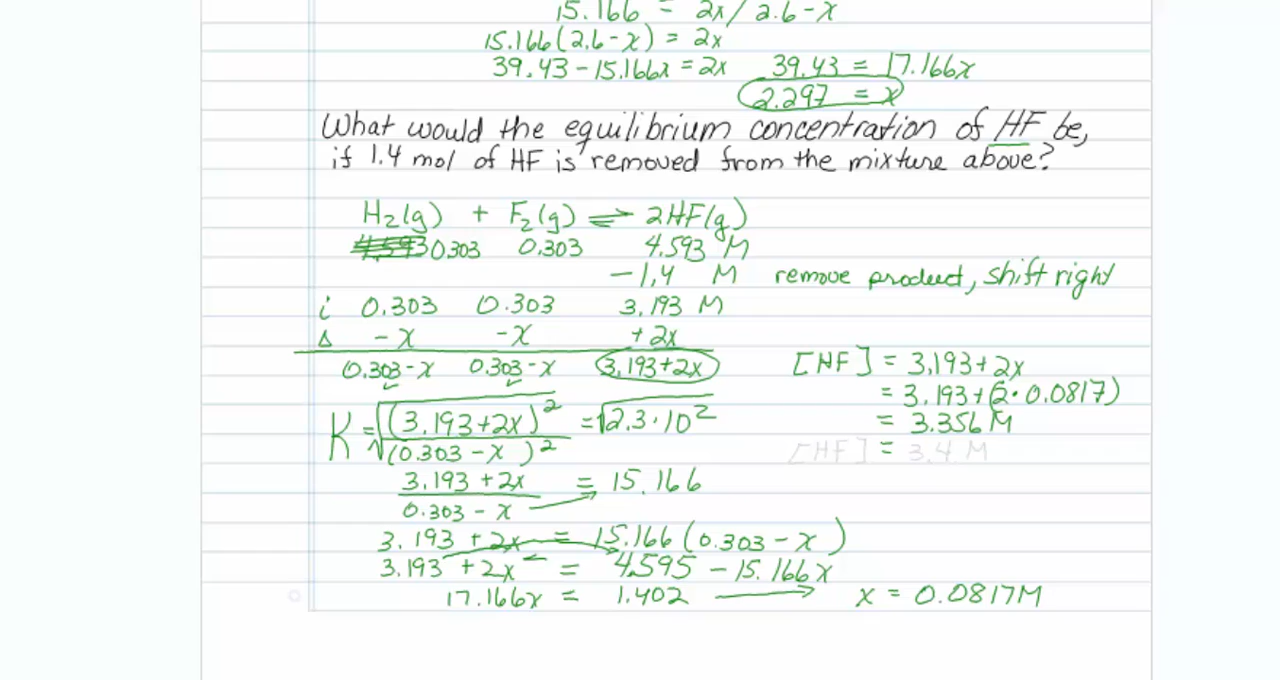 15.166 = 2x / 2.6 - x
15.166 (2.6 - x) = 2x
39.43 - 15.166x = 2x 39.43 = 17.166x
2.297 = x
What would the equilibrium concentration of HF be,
if 1.4 mol of HF is removed from the mixture above?
H₂(g) + F₂(g) ⇌ 2HF(g)
4.593 0.303 0.303 4.593 M
-1.4 M remove product, shift right
i 0.303 0.303 3.193 M
Δ -x -x +2x
0.303-x 0.303-x 3.193+2x [HF] = 3.193+2x
= 3.193+(2·0.0817)
K = √(3.193+2x)²/(0.303-x)² = √2.3·10² = 3.356 M
[HF] = 3.4 M
3.193+2x / 0.303-x = 15.166
3.193 + 2x = 15.166 (0.303 - x)
3.193 + 2x = 4.595 - 15.166x
17.166x = 1.402 → x = 0.0817M